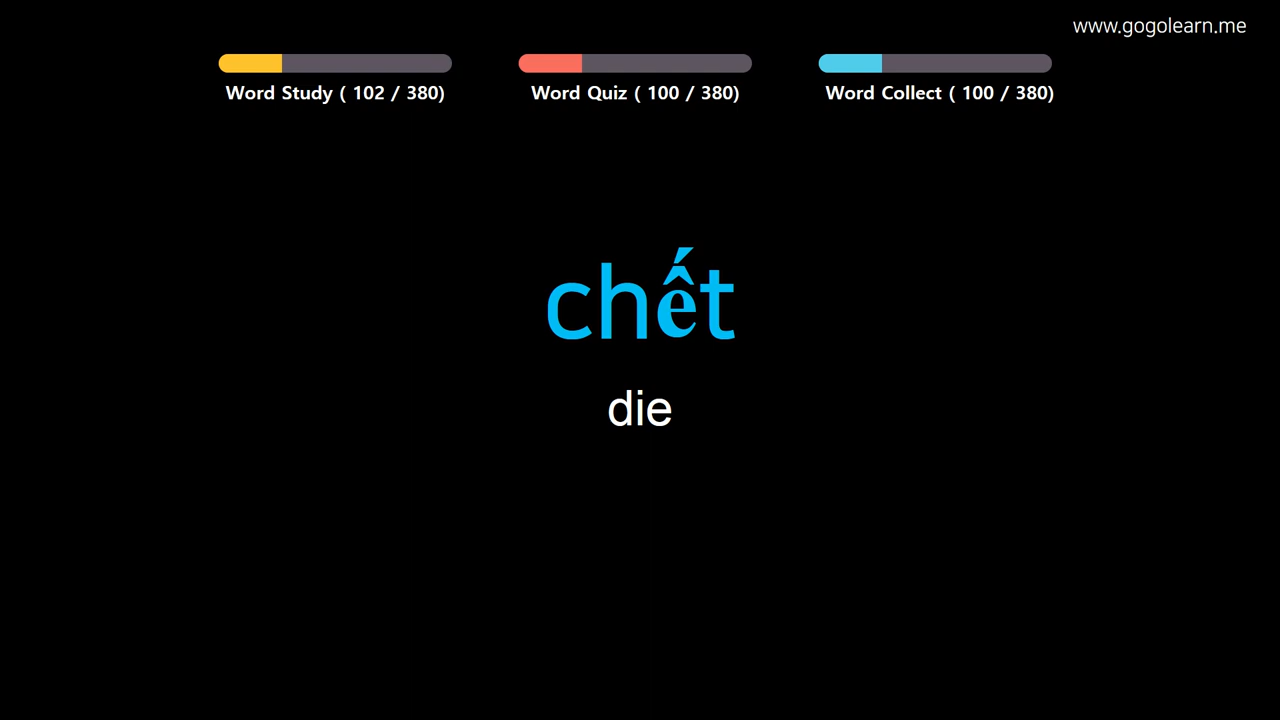 www.gogolearn.me
Word Study ( 102 / 380)
Word Quiz ( 100 / 380)
Word Collect ( 100 / 380)
chết
die